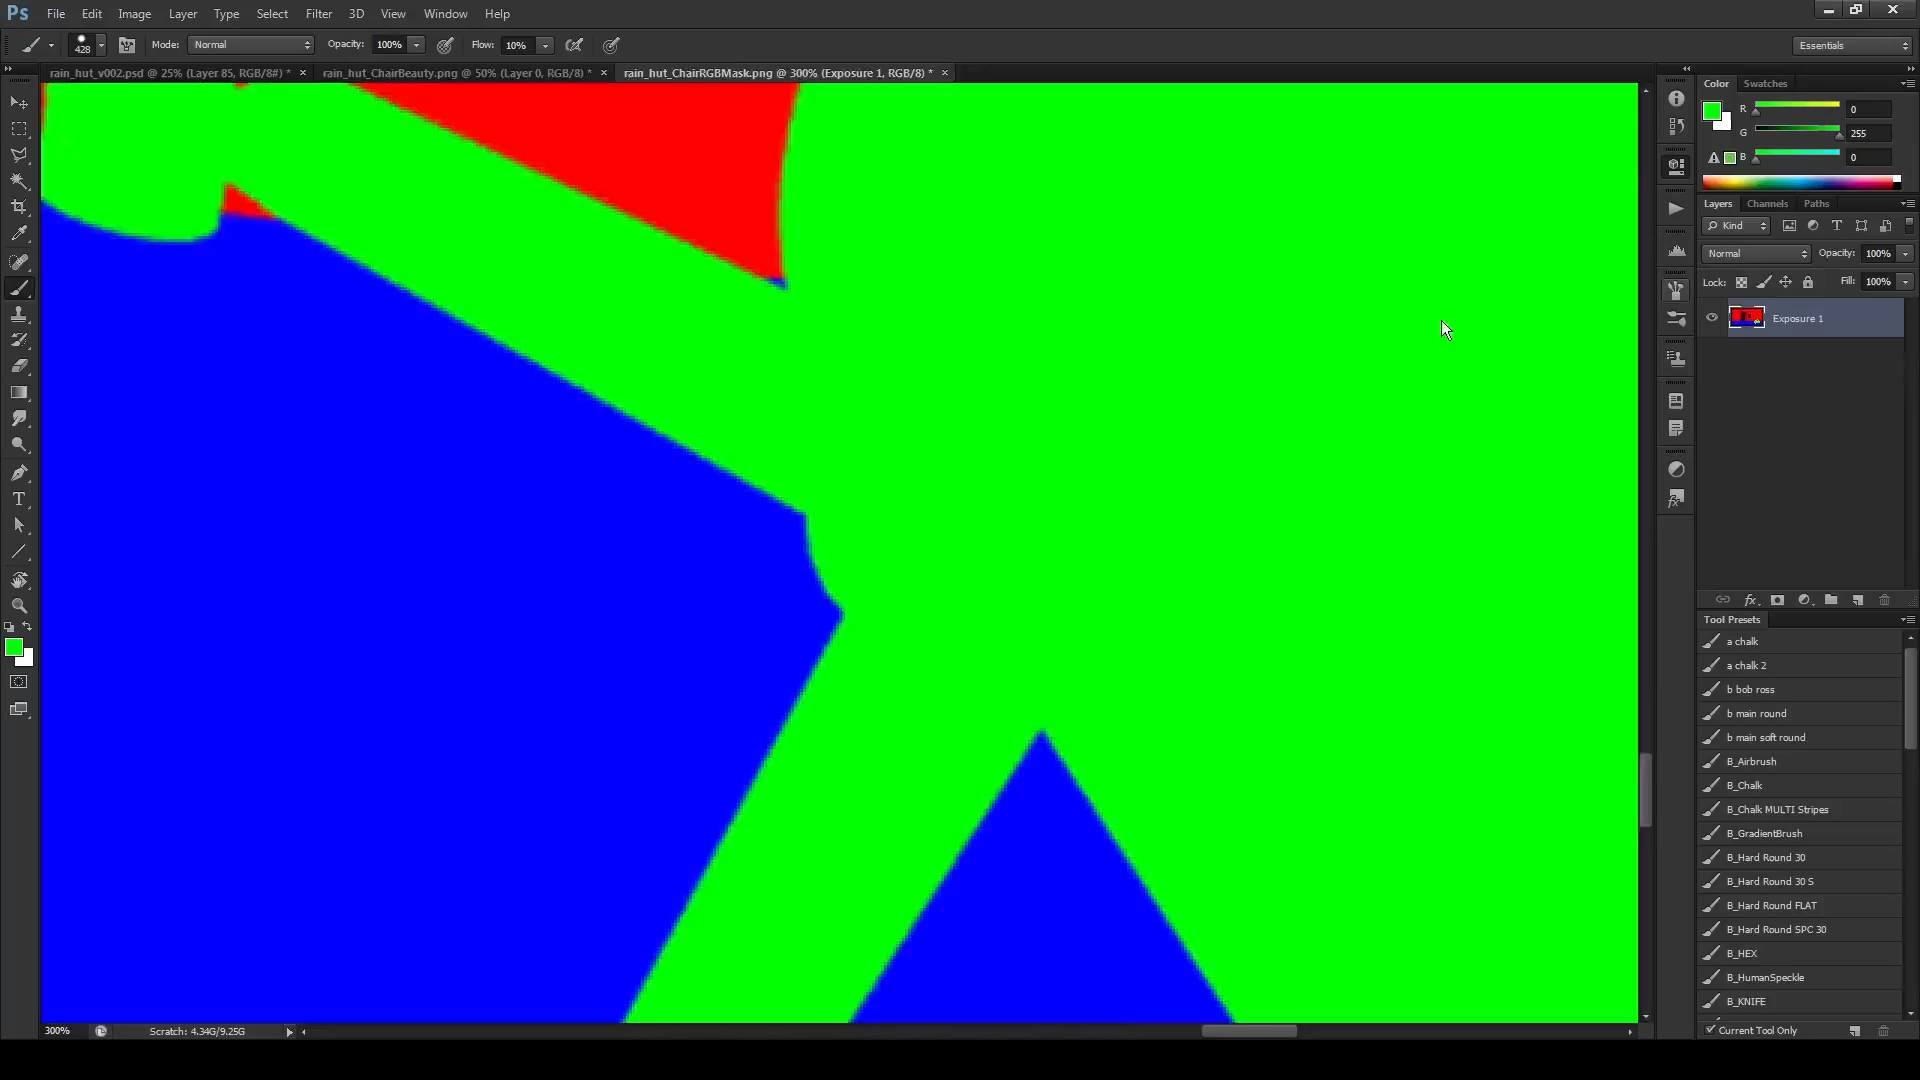 Ps File Edit Image Layer Type Select Filter 3D View Window Help
428 Mode: Normal Opacity: 100% Flow: 10% Essentials
rain_hut_v002.psd @ 25% (Layer 85, RGB/8#) * × rain_hut_ChairBeauty.png @ 50% (Layer 0, RGB/8) * × rain_hut_ChairRGBMask.png @ 300% (Exposure 1, RGB/8) * ×
Color Swatches
R 0
G 255
B 0
Layers Channels Paths
Kind
Normal Opacity: 100%
Lock: Fill: 100%
Exposure 1
fx
Tool Presets
a chalk
a chalk 2
b bob ross
b main round
b main soft round
B_Airbrush
B_Chalk
B_Chalk MULTI Stripes
B_GradientBrush
B_Hard Round 30
B_Hard Round 30 S
B_Hard Round FLAT
B_Hard Round SPC 30
B_HEX
B_HumanSpeckle
B_KNIFE
Current Tool Only
300% Scratch: 4.34G/9.25G